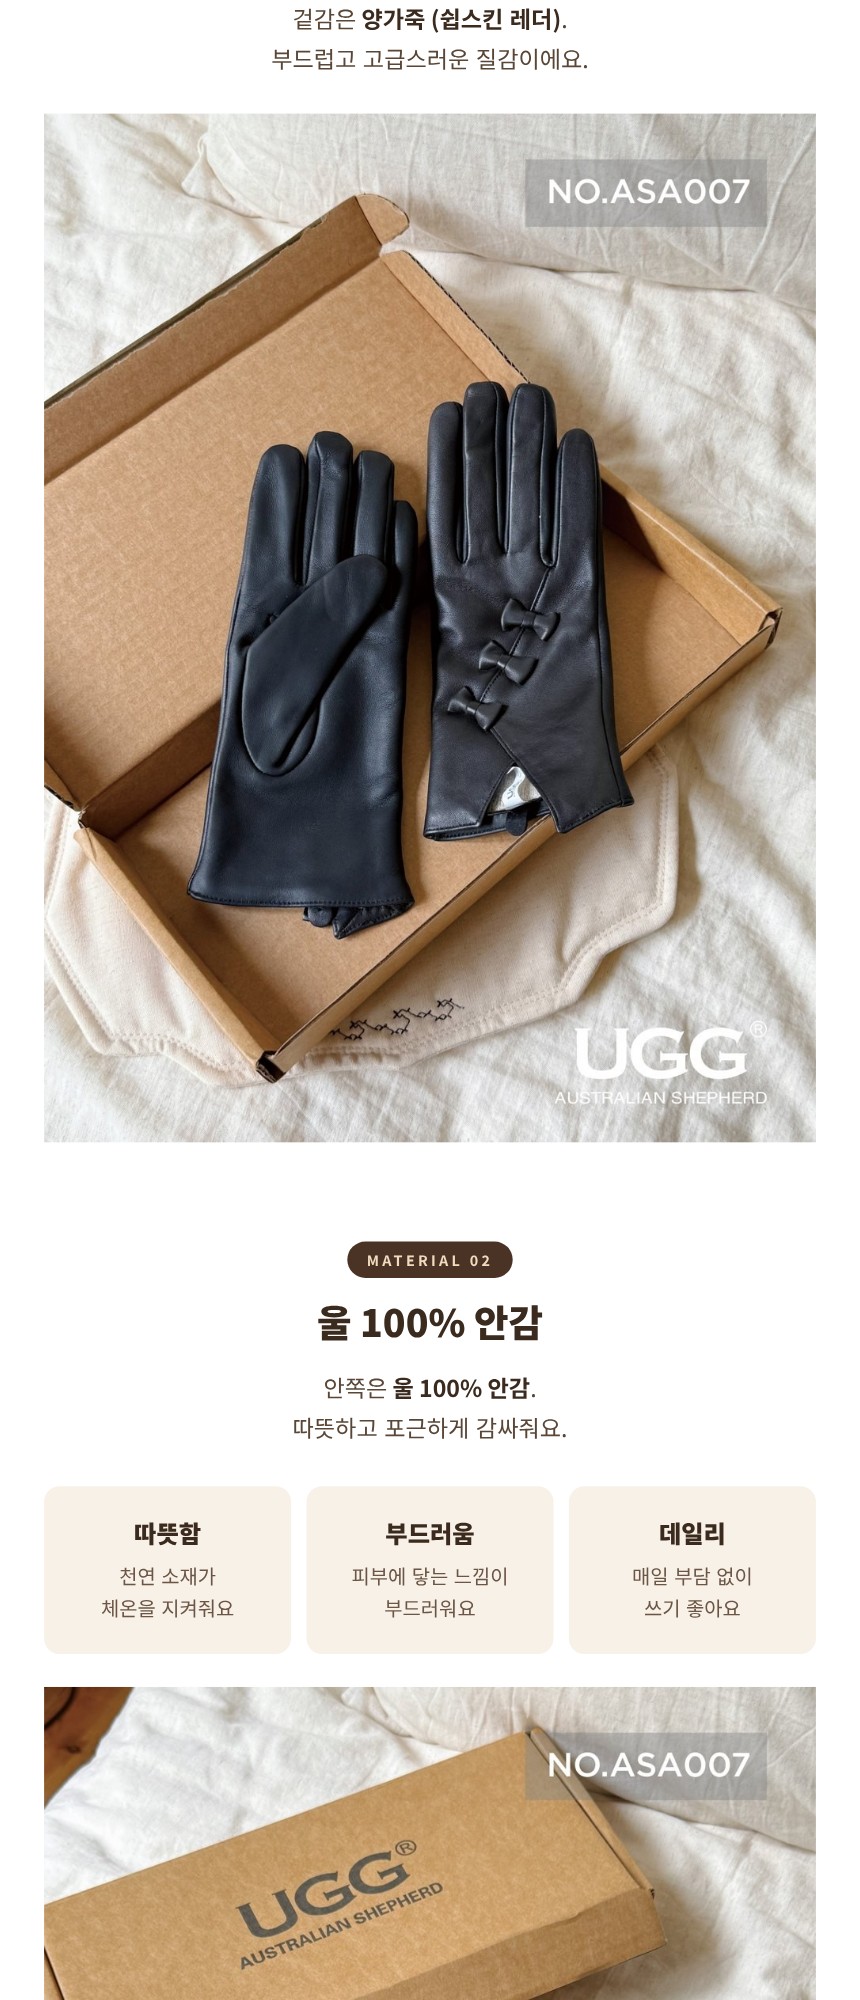 겉감은 양가죽 (쉽스킨 레더).
부드럽고 고급스러운 질감이에요.
NO.ASA007
UGG®
AUSTRALIAN SHEPHERD
MATERIAL 02
울 100% 안감
안쪽은 울 100% 안감.
따뜻하고 포근하게 감싸줘요.
따뜻함
천연 소재가
체온을 지켜줘요
부드러움
피부에 닿는 느낌이
부드러워요
데일리
매일 부담 없이
쓰기 좋아요
NO.ASA007
UGG®
AUSTRALIAN SHEPHERD